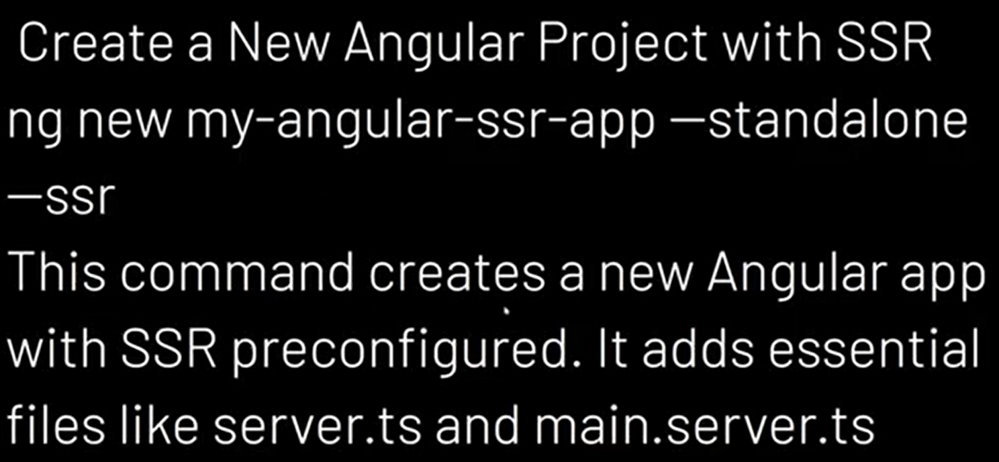 Create a New Angular Project with SSR
ng new my-angular-ssr-app —standalone
—ssr
This command creates a new Angular app
with SSR preconfigured. It adds essential
files like server.ts and main.server.ts